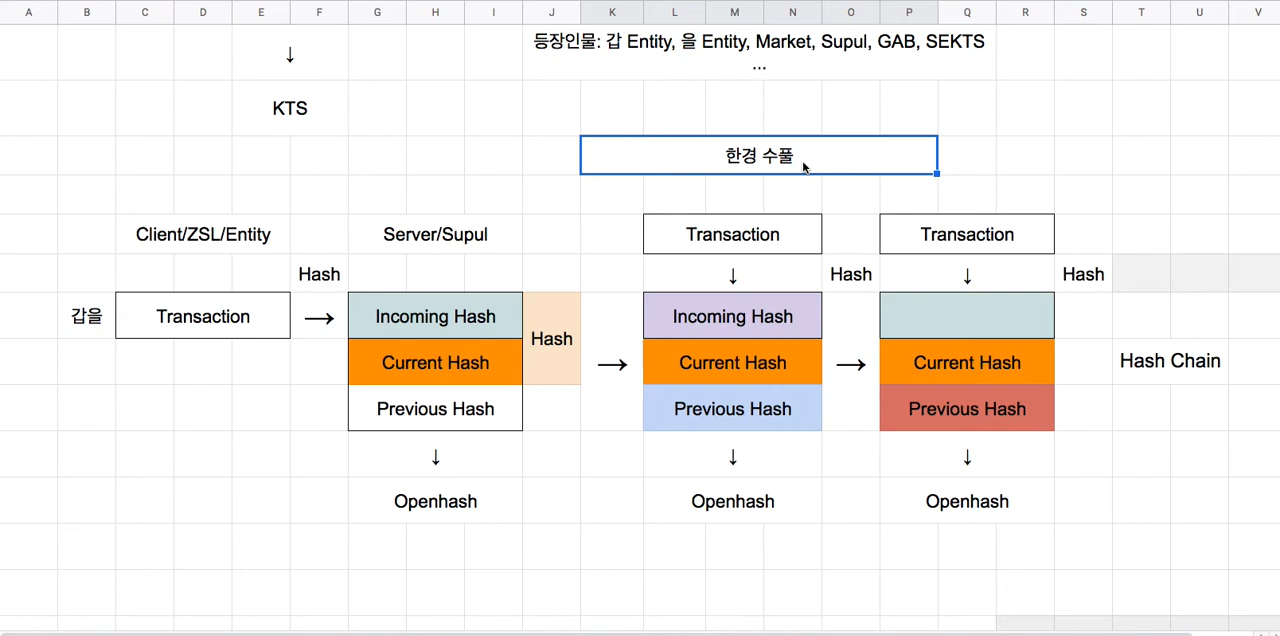 A B C D E F G H I J K L M N O P Q R S T U V
↓
등장인물: 갑 Entity, 을 Entity, Market, Supul, GAB, SEKTS
...
KTS
한경 수풀
Client/ZSL/Entity Server/Supul Transaction Transaction
Hash ↓ Hash ↓ Hash
갑을 Transaction → Incoming Hash Incoming Hash
Hash
Current Hash → Current Hash → Current Hash Hash Chain
Previous Hash Previous Hash Previous Hash
↓ ↓ ↓
Openhash Openhash Openhash